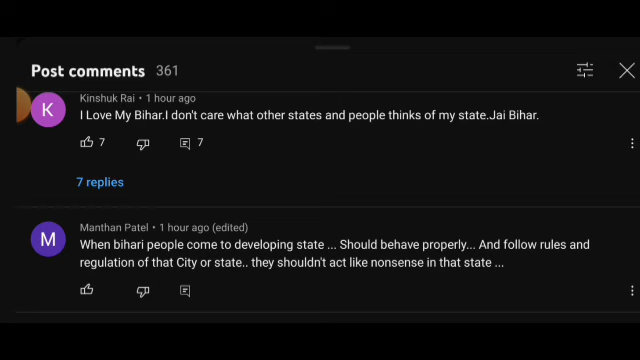 Post comments 361
K
Kinshuk Rai • 1 hour ago
I Love My Bihar.I don't care what other states and people thinks of my state.Jai Bihar.
7 7
7 replies
M
Manthan Patel • 1 hour ago (edited)
When bihari people come to developing state ... Should behave properly... And follow rules and
regulation of that City or state.. they shouldn't act like nonsense in that state ...